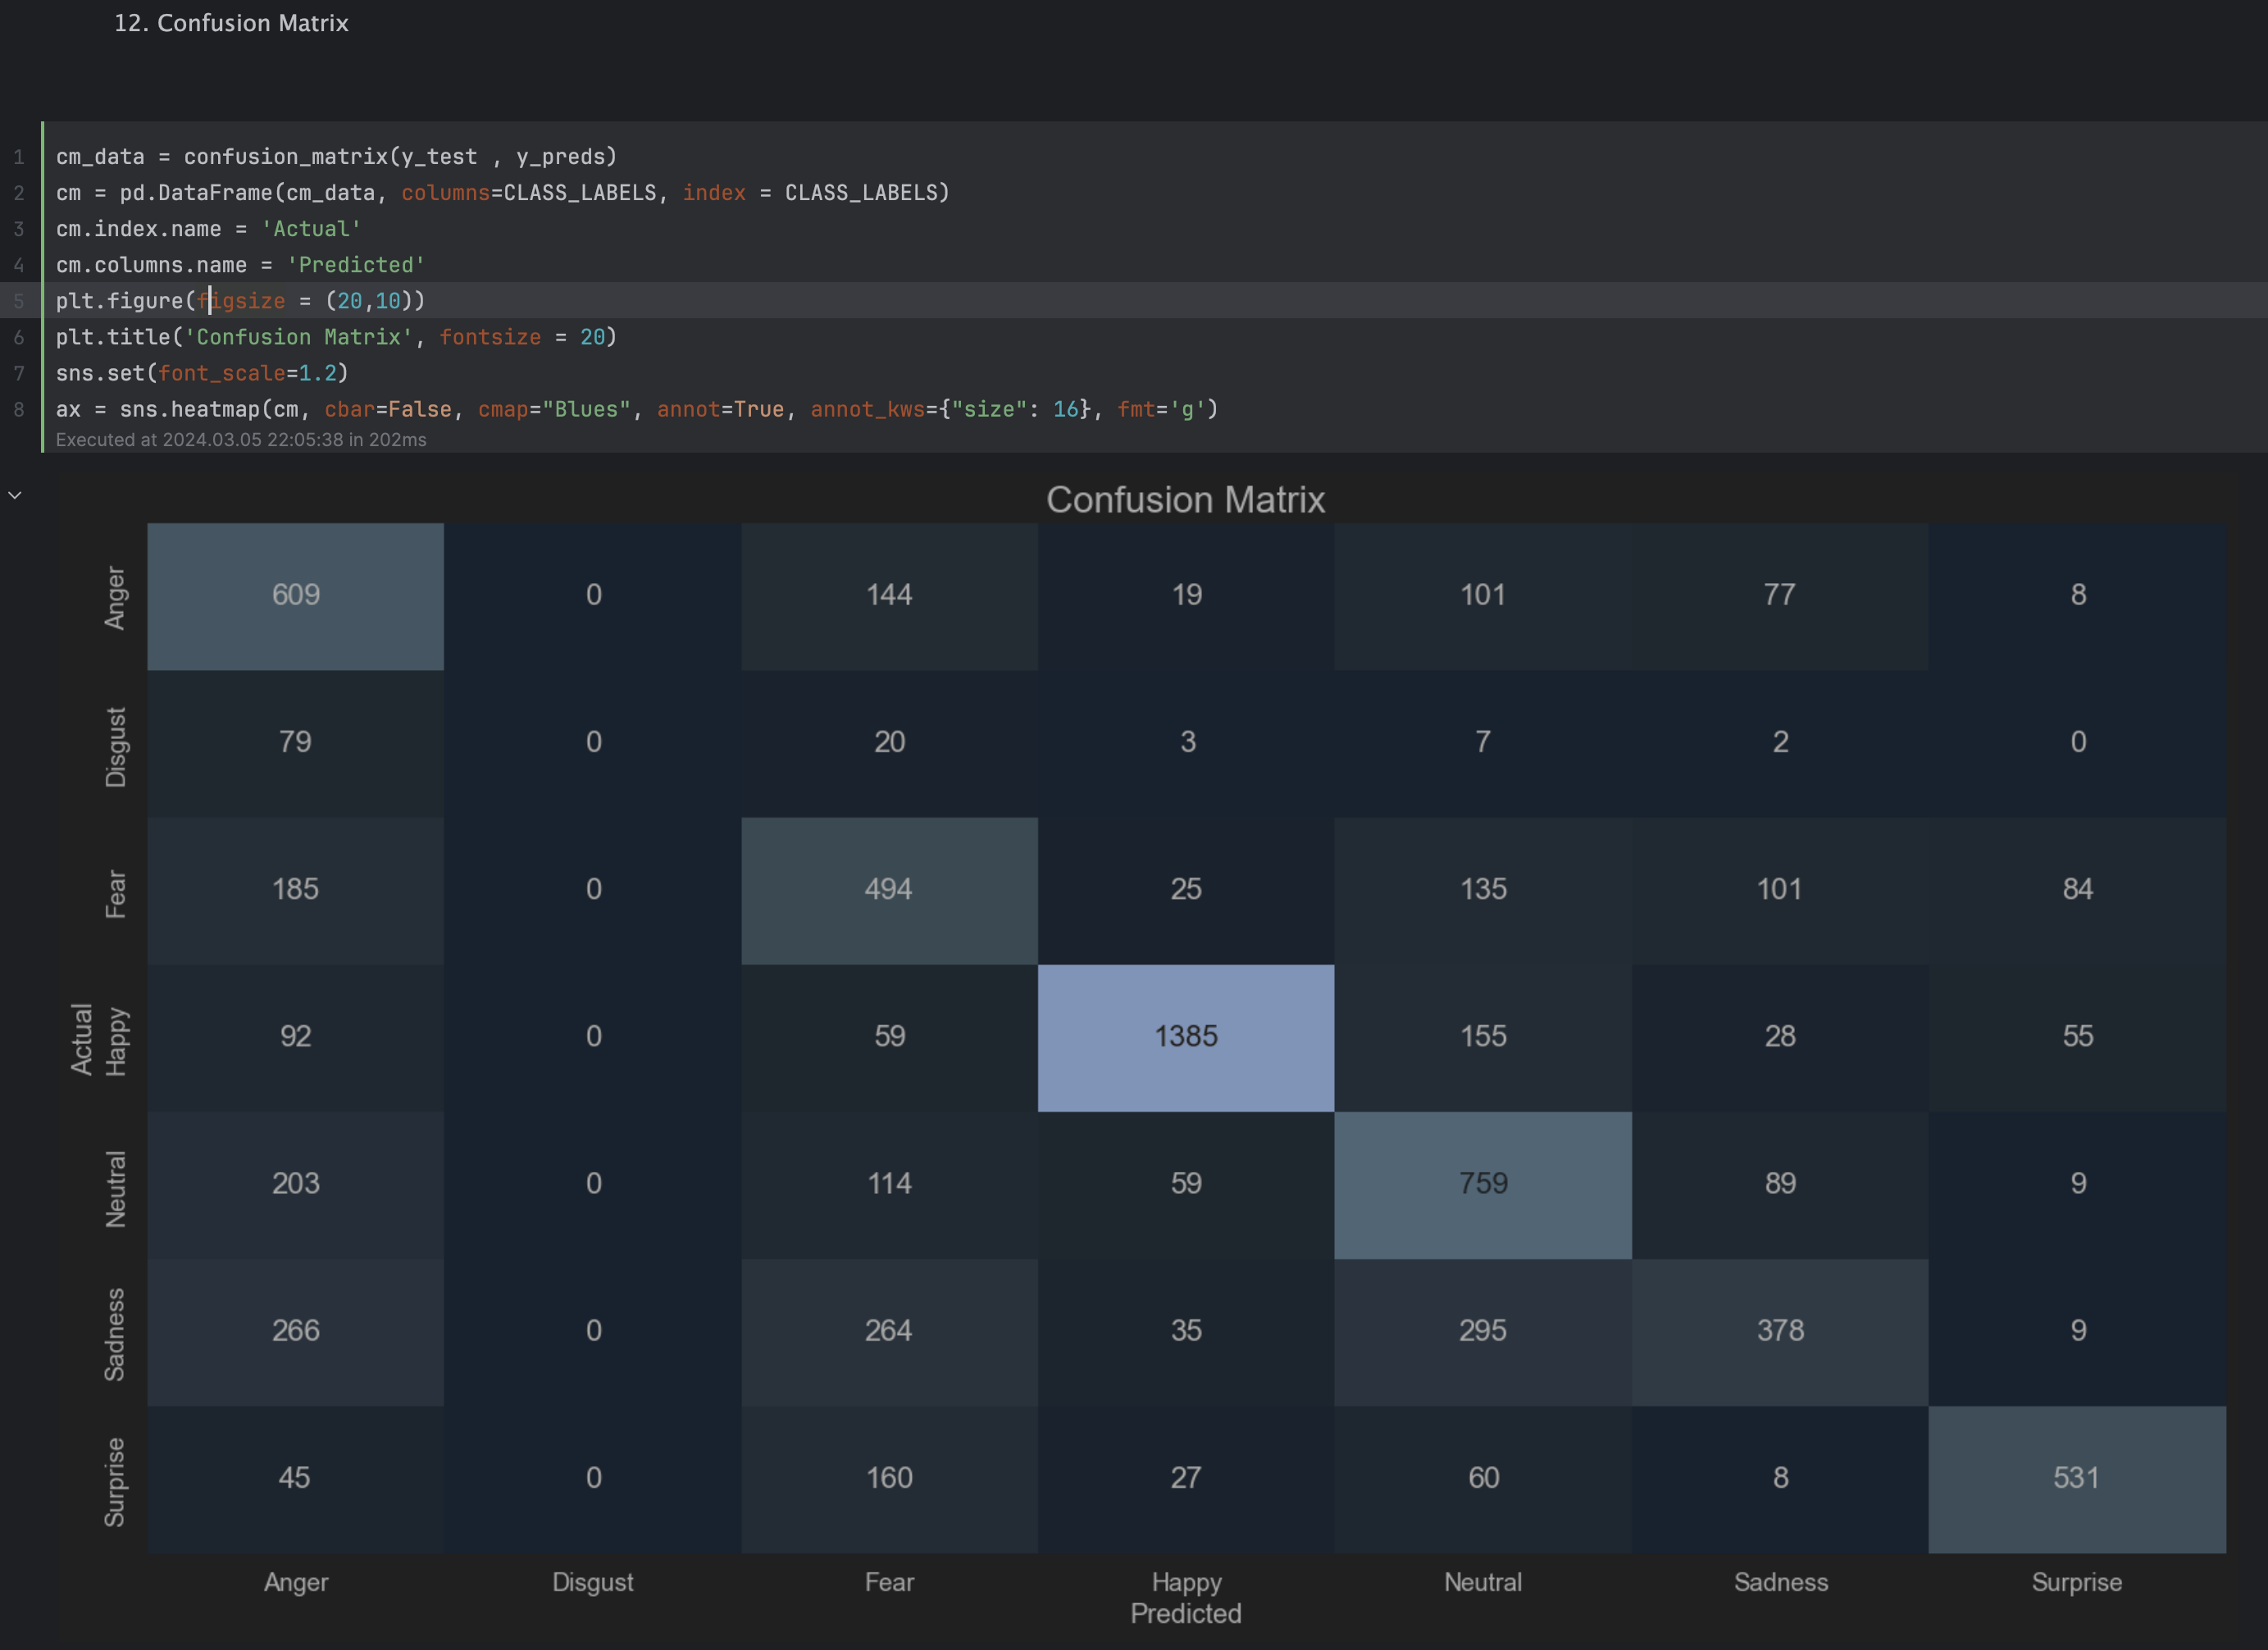 12. Confusion Matrix
1 cm_data = confusion_matrix(y_test , y_preds)
2 cm = pd.DataFrame(cm_data, columns=CLASS_LABELS, index = CLASS_LABELS)
3 cm.index.name = 'Actual'
4 cm.columns.name = 'Predicted'
5 plt.figure(figsize = (20,10))
6 plt.title('Confusion Matrix', fontsize = 20)
7 sns.set(font_scale=1.2)
8 ax = sns.heatmap(cm, cbar=False, cmap="Blues", annot=True, annot_kws={"size": 16}, fmt='g')
Executed at 2024.03.05 22:05:38 in 202ms
Confusion Matrix
Actual
Anger 609 0 144 19 101 77 8
Disgust 79 0 20 3 7 2 0
Fear 185 0 494 25 135 101 84
Happy 92 0 59 1385 155 28 55
Neutral 203 0 114 59 759 89 9
Sadness 266 0 264 35 295 378 9
Surprise 45 0 160 27 60 8 531
Anger Disgust Fear Happy Neutral Sadness Surprise
Predicted